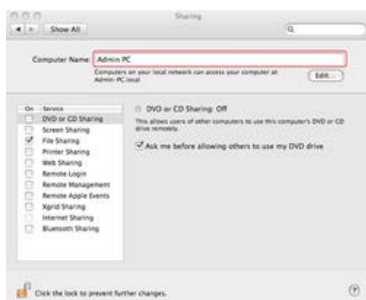 Sharing
Show All
Computer Name: Admin PC
Computers on your local network can access your computer at
Admin-PC.local
Edit...
On Service
DVD or CD Sharing
Screen Sharing
File Sharing
Printer Sharing
Web Sharing
Remote Login
Remote Management
Remote Apple Events
Xgrid Sharing
Internet Sharing
Bluetooth Sharing
DVD or CD Sharing: Off
This allows users of other computers to use this computer's DVD or CD
drive remotely.
Ask me before allowing others to use my DVD drive
Click the lock to prevent further changes.
?